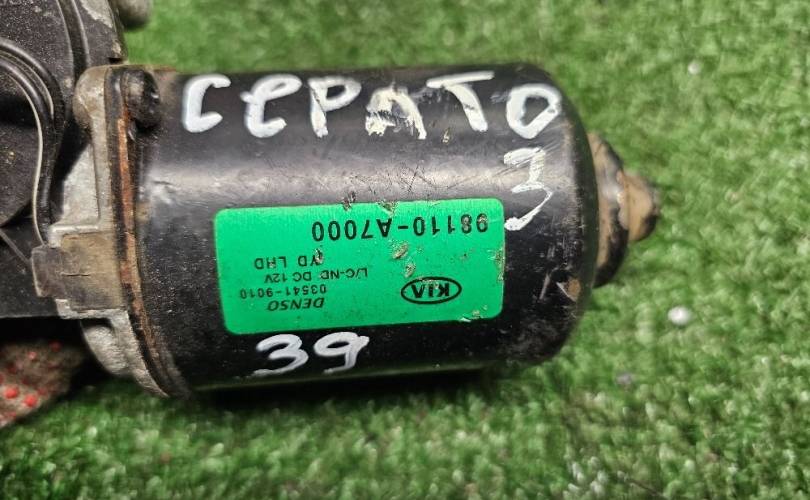 СЕРАТО
3
98110-A7000
YD LHD
L/C-ND: DC 12V
03541-9010
DENSO
KIA
39